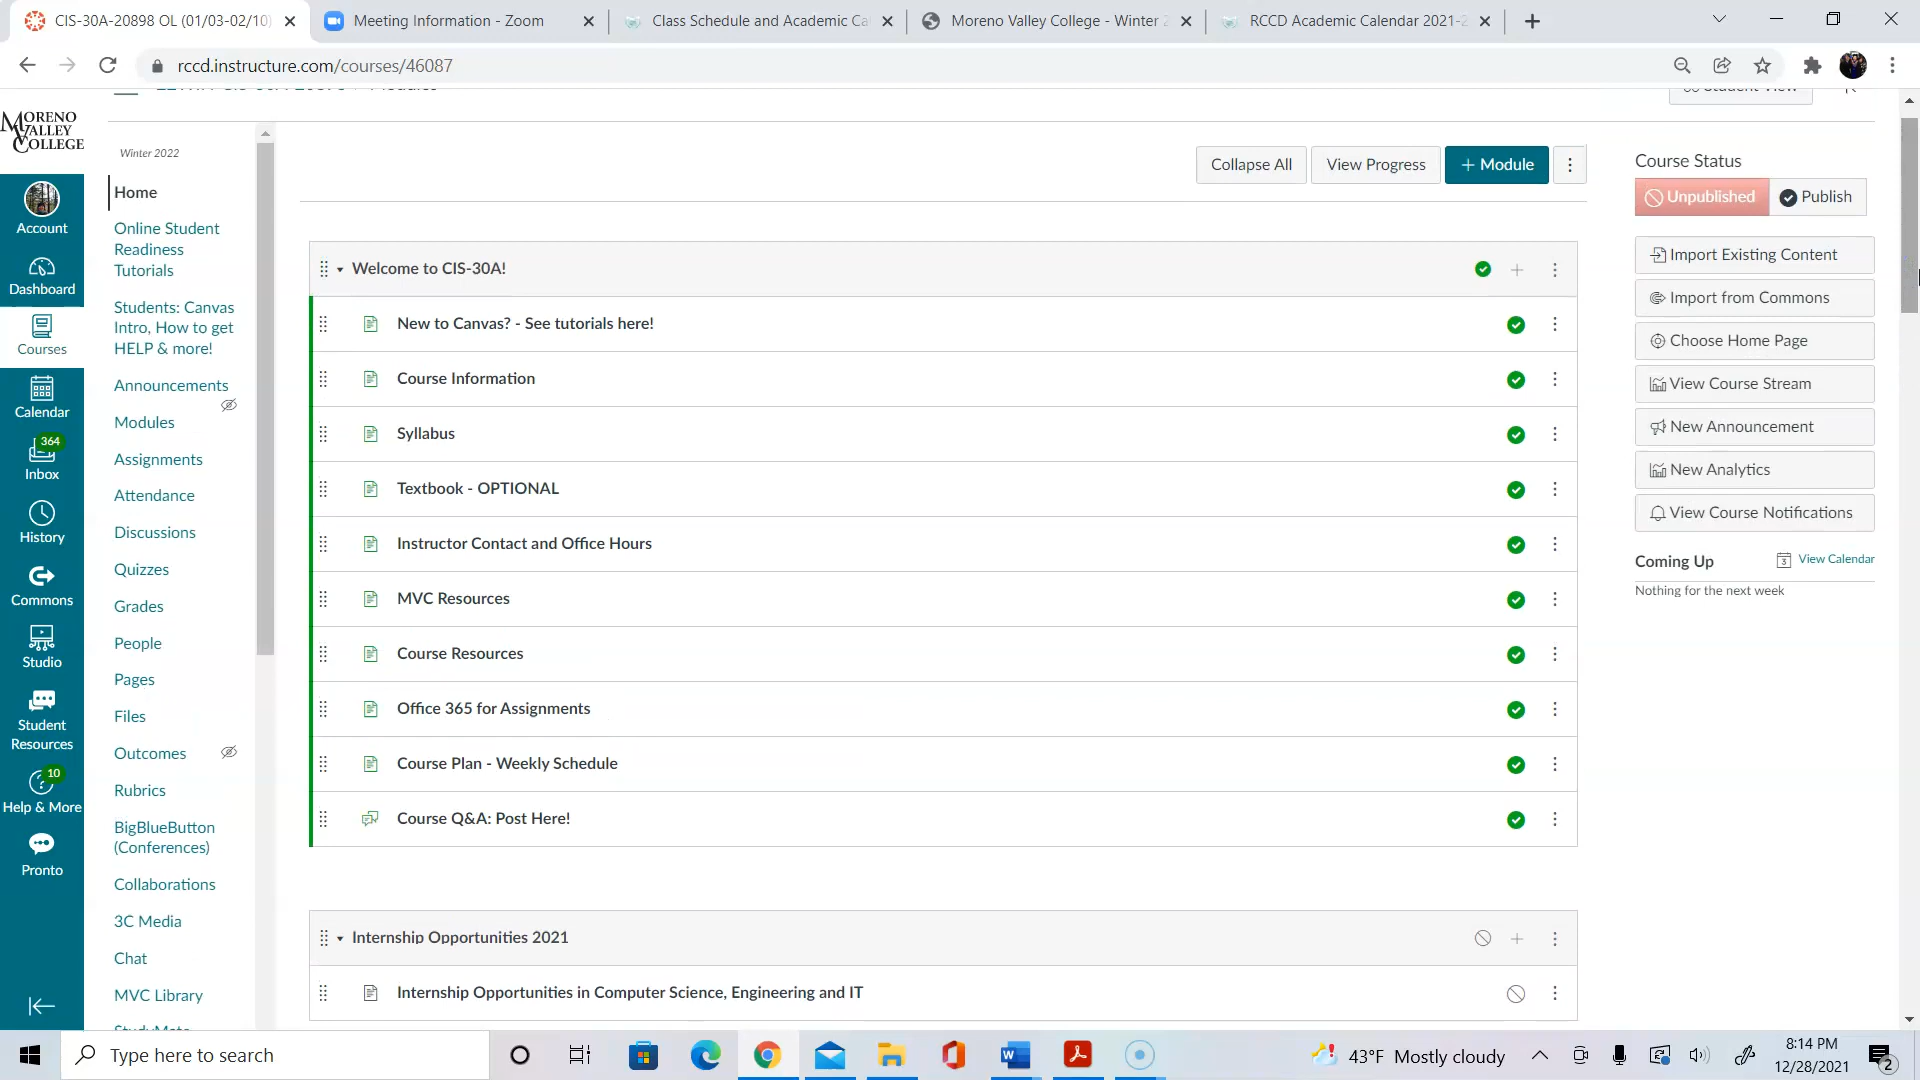 CIS-30A-20898 OL (01/03-02/10)
Meeting Information - Zoom
Class Schedule and Academic Ca
Moreno Valley College - Winter 2
RCCD Academic Calendar 2021-2
rccd.instructure.com/courses/46087
MORENO
VALLEY
COLLEGE
Account
Dashboard
Courses
Calendar
364
Inbox
History
Commons
Studio
Student
Resources
10
Help & More
Pronto
Winter 2022
Home
Online Student
Readiness
Tutorials
Students: Canvas
Intro, How to get
HELP & more!
Announcements
Modules
Assignments
Attendance
Discussions
Quizzes
Grades
People
Pages
Files
Outcomes
Rubrics
BigBlueButton
(Conferences)
Collaborations
3C Media
Chat
MVC Library
Collapse All
View Progress
+ Module
Welcome to CIS-30A!
New to Canvas? - See tutorials here!
Course Information
Syllabus
Textbook - OPTIONAL
Instructor Contact and Office Hours
MVC Resources
Course Resources
Office 365 for Assignments
Course Plan - Weekly Schedule
Course Q&A: Post Here!
Internship Opportunities 2021
Internship Opportunities in Computer Science, Engineering and IT
Student View
Course Status
Unpublished
Publish
Import Existing Content
Import from Commons
Choose Home Page
View Course Stream
New Announcement
New Analytics
View Course Notifications
Coming Up
3
View Calendar
Nothing for the next week
Type here to search
43°F Mostly cloudy
8:14 PM
12/28/2021
2